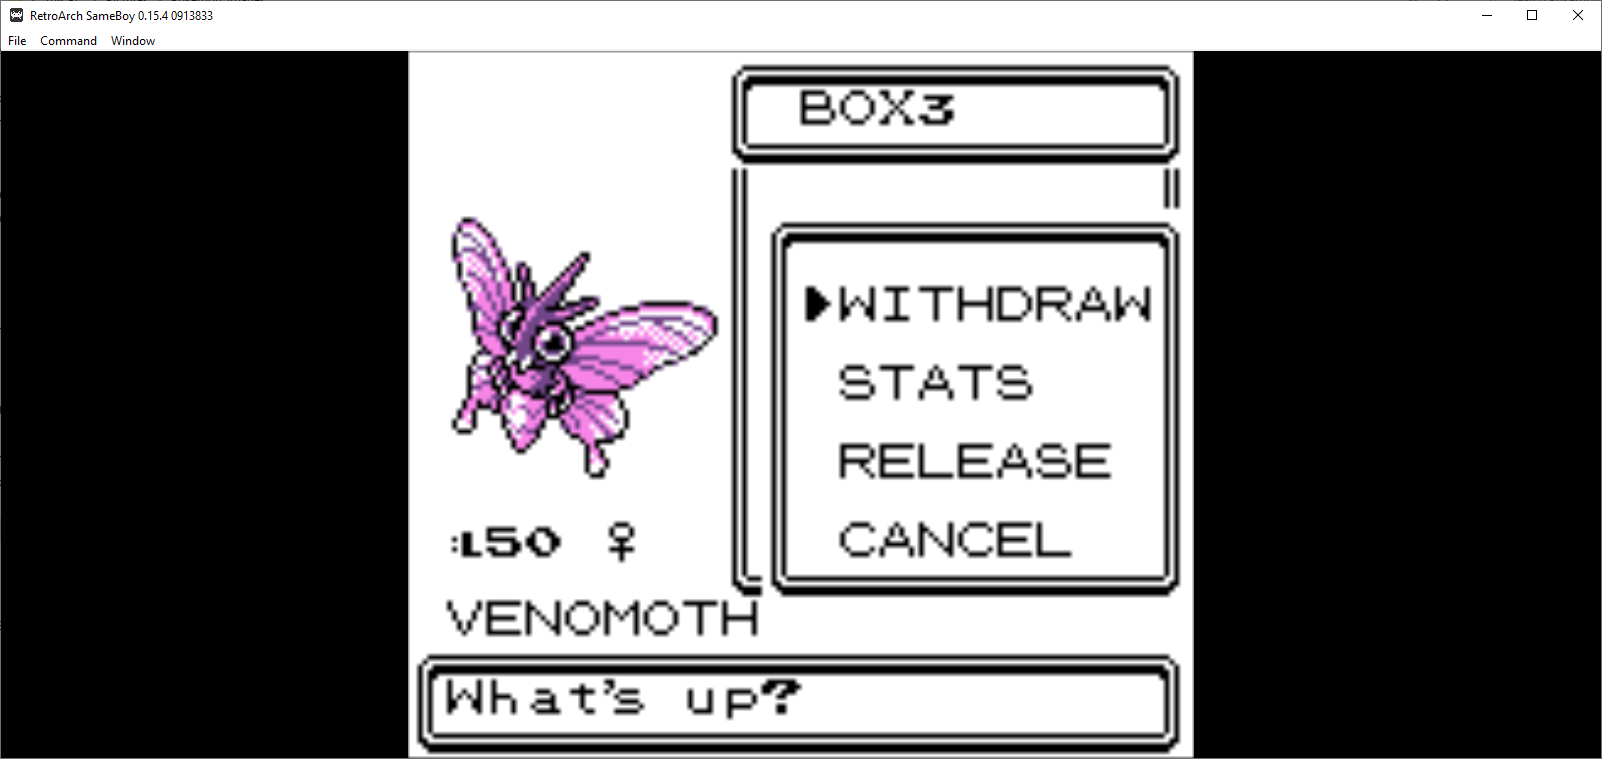 RetroArch SameBoy 0.15.4 0913833
File Command Window
BOX3
WITHDRAW
STATS
RELEASE
CANCEL
:L50 ♀
VENOMOTH
What's up?